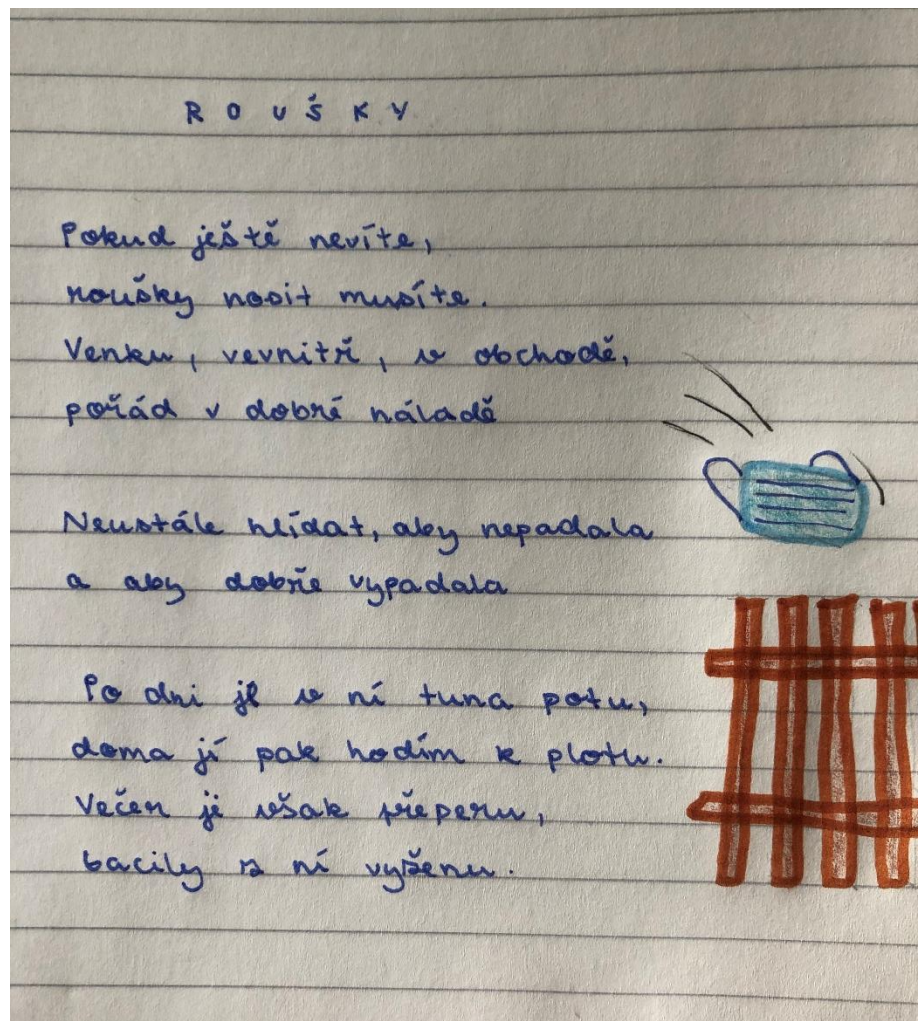 ROUŠKY
Pokud ještě nevíte,
roušky nosit musíte.
Venku, vevnitř, v obchodě,
pořád v dobré náladě
Neustále hlídat, aby nepadala
a aby dobře vypadala
Po dni je v ní tuna potu,
doma jí pak hodím k plotu.
Večer ji však přeperu,
bacily z ní vyženu.